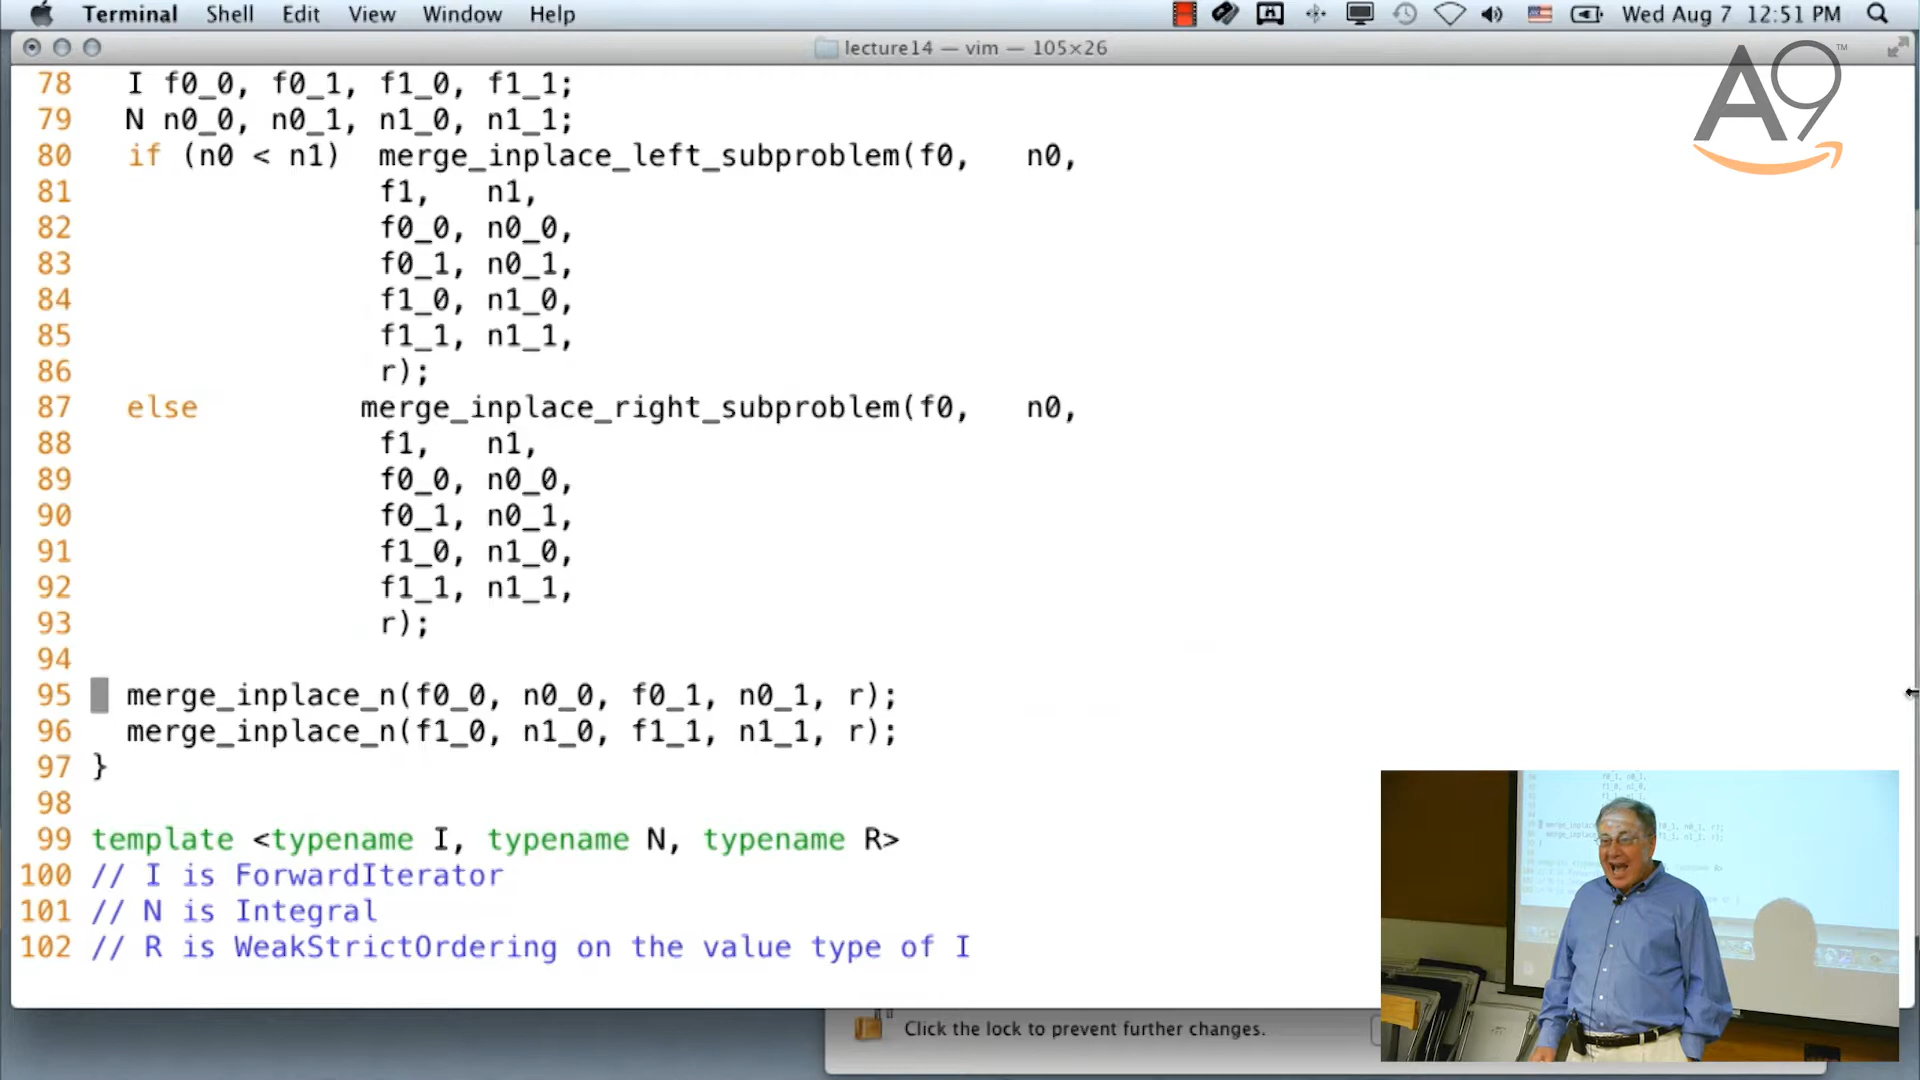 Terminal Shell Edit View Window Help Wed Aug 7 12:51 PM
lecture14 — vim — 105×26
A9™
78 I f0_0, f0_1, f1_0, f1_1;
79 N n0_0, n0_1, n1_0, n1_1;
80 if (n0 < n1) merge_inplace_left_subproblem(f0, n0,
81 f1, n1,
82 f0_0, n0_0,
83 f0_1, n0_1,
84 f1_0, n1_0,
85 f1_1, n1_1,
86 r);
87 else merge_inplace_right_subproblem(f0, n0,
88 f1, n1,
89 f0_0, n0_0,
90 f0_1, n0_1,
91 f1_0, n1_0,
92 f1_1, n1_1,
93 r);
94
95 merge_inplace_n(f0_0, n0_0, f0_1, n0_1, r);
96 merge_inplace_n(f1_0, n1_0, f1_1, n1_1, r);
97 }
98
99 template <typename I, typename N, typename R>
100 // I is ForwardIterator
101 // N is Integral
102 // R is WeakStrictOrdering on the value type of I
Click the lock to prevent further changes.